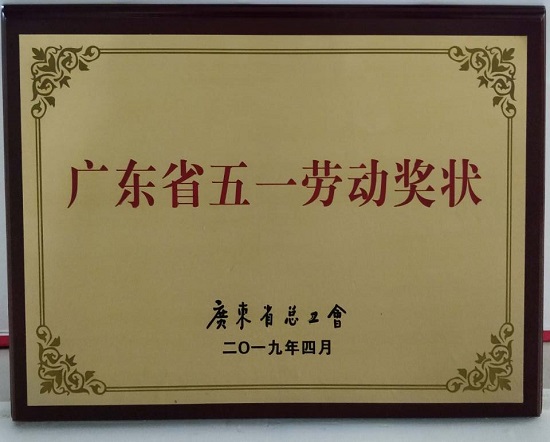 广东省五一劳动奖状
廣東省总工會
二〇一九年四月